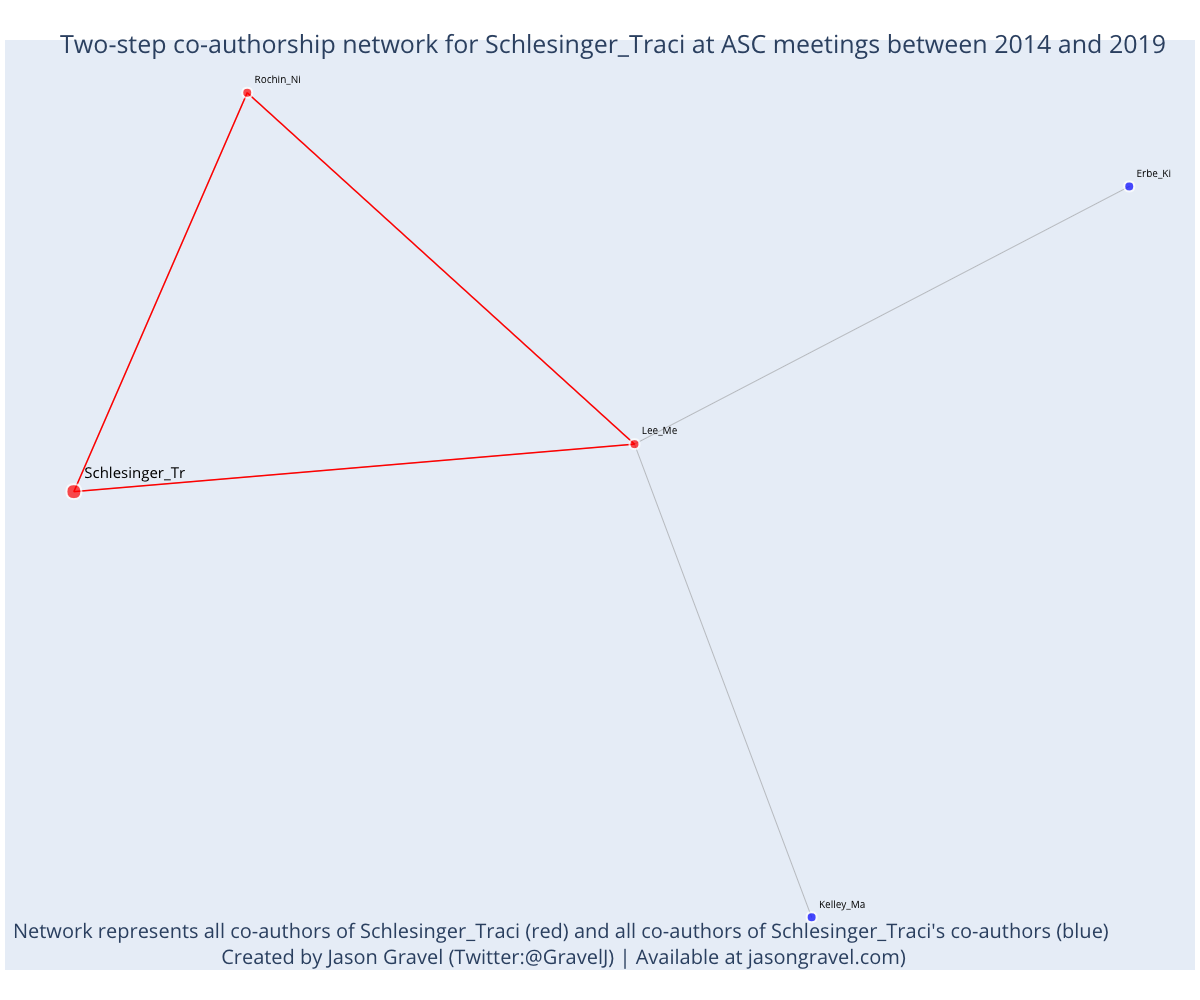 Two-step co-authorship network for Schlesinger_Traci at ASC meetings between 2014 and 2019
Rochin_Ni
Erbe_Ki
Lee_Me
Schlesinger_Tr
Kelley_Ma
Network represents all co-authors of Schlesinger_Traci (red) and all co-authors of Schlesinger_Traci's co-authors (blue)
Created by Jason Gravel (Twitter:@GravelJ) | Available at jasongravel.com)